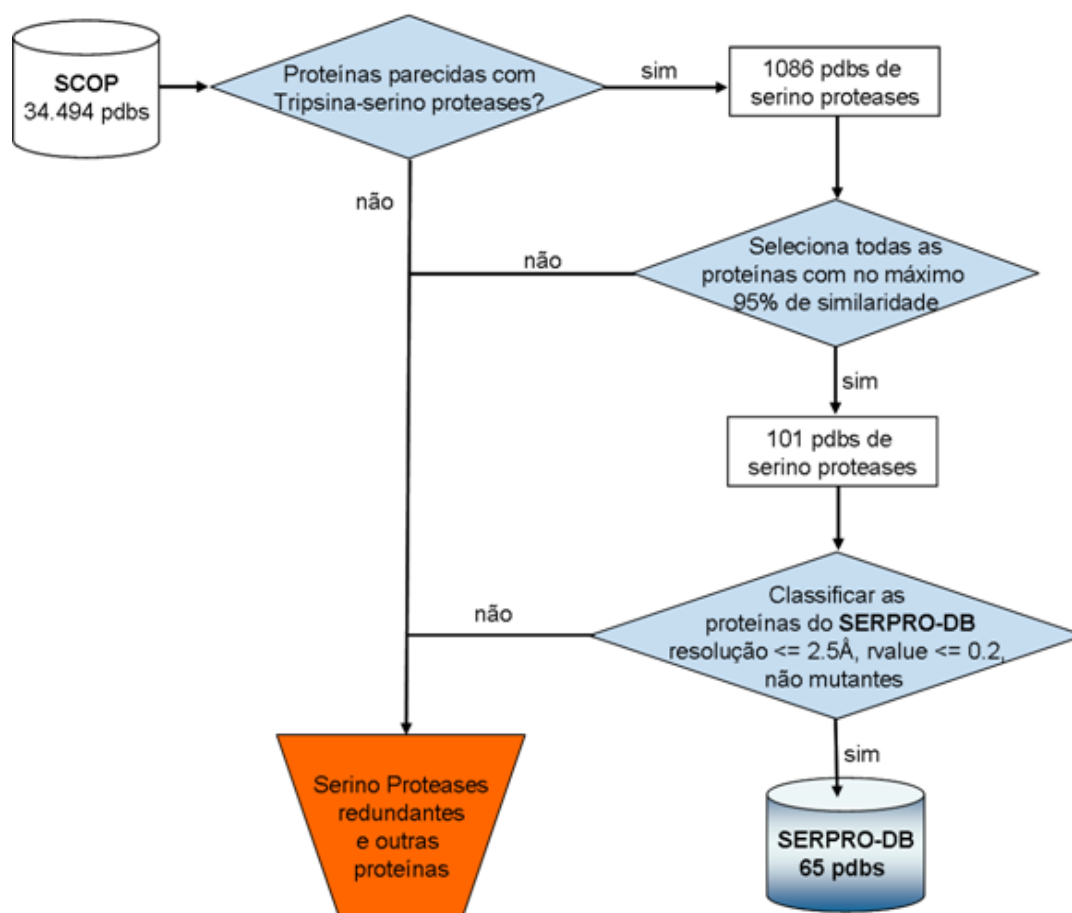 SCOP
34.494 pdbs
Proteínas parecidas com
Tripsina-serino proteases?
sim
1086 pdbs de
serino proteases
não
Seleciona todas as
proteínas com no máximo
95% de similaridade
não
sim
101 pdbs de
serino proteases
Classificar as
proteínas do SERPRO-DB
resolução <= 2.5Å, rvalue <= 0.2,
não mutantes
não
sim
Serino Proteases
redundantes
e outras
proteínas
SERPRO-DB
65 pdbs